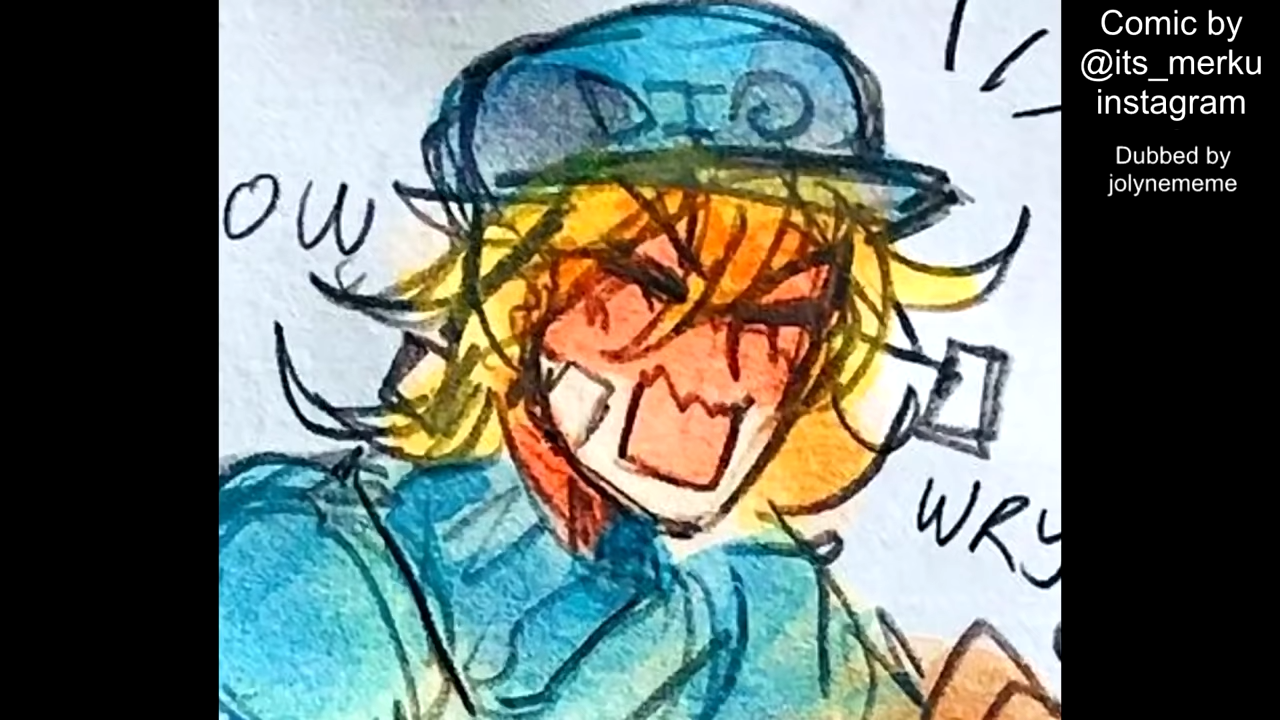 DIO
OW
WRY
Comic by
@its_merku
instagram
Dubbed by
jolynememe